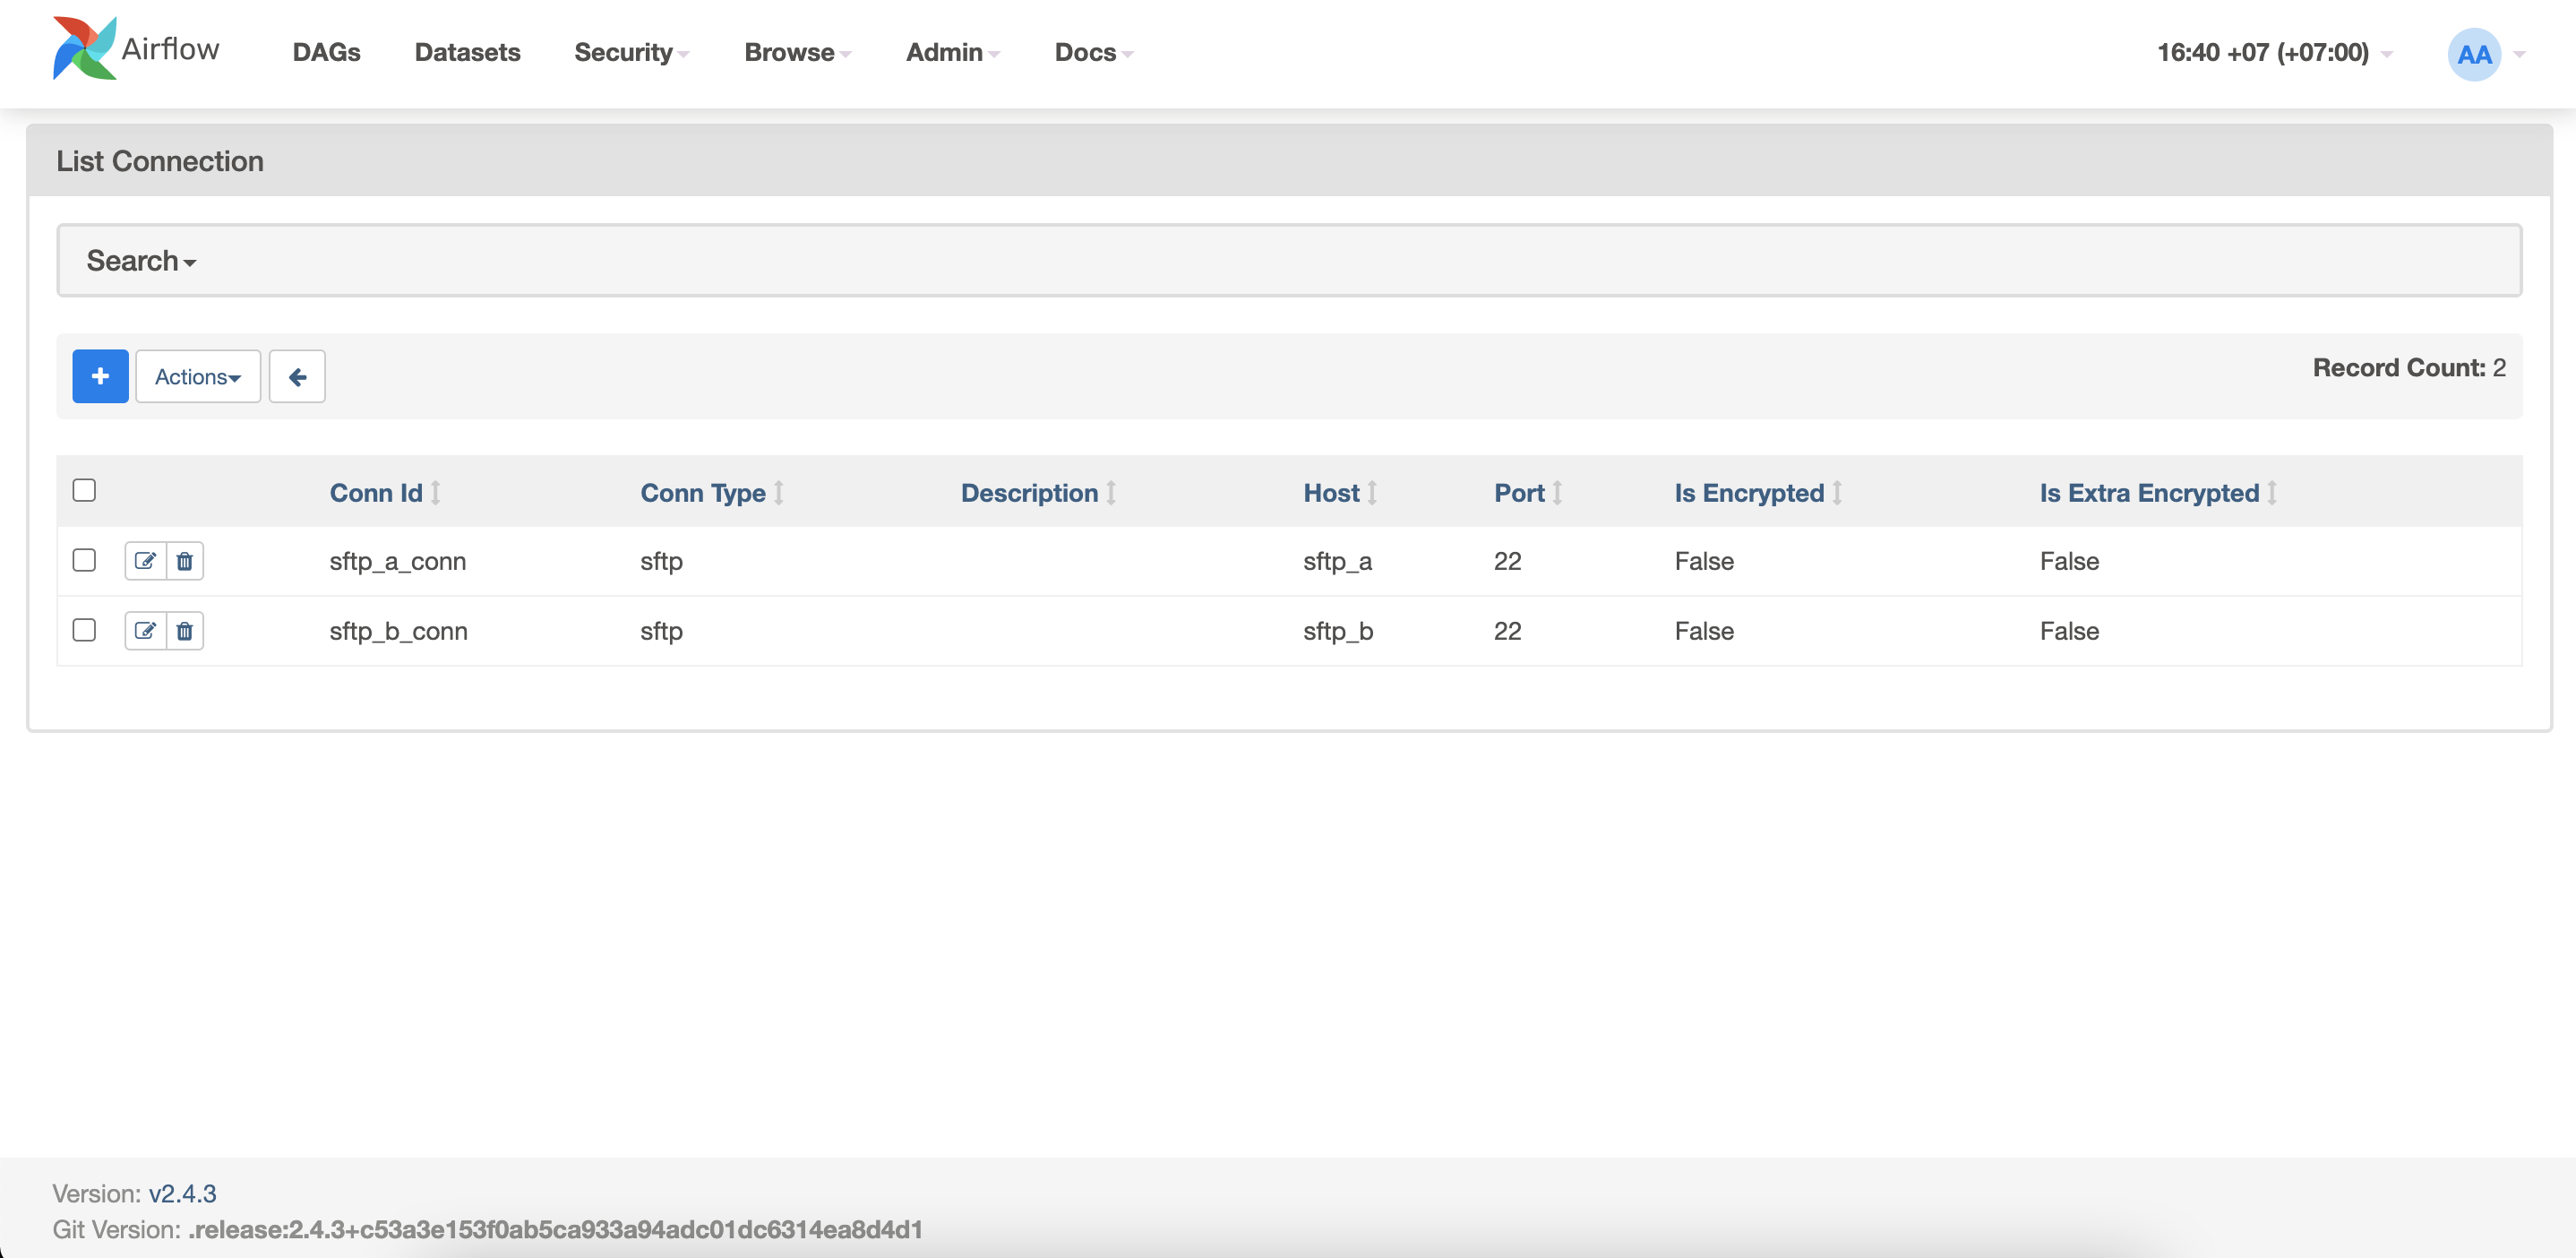 Airflow DAGs Datasets Security Browse Admin Docs 16:40 +07 (+07:00) AA
List Connection
Search
+ Actions Record Count: 2
Conn Id Conn Type Description Host Port Is Encrypted Is Extra Encrypted
sftp_a_conn sftp sftp_a 22 False False
sftp_b_conn sftp sftp_b 22 False False
Version: v2.4.3
Git Version: .release:2.4.3+c53a3e153f0ab5ca933a94adc01dc6314ea8d4d1